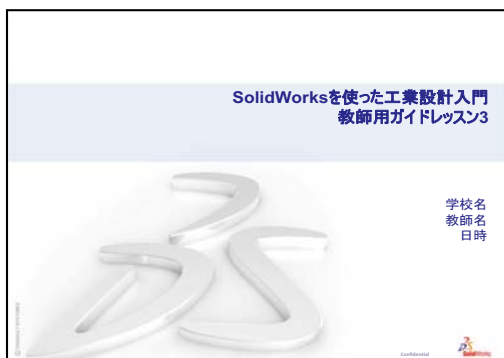 SolidWorksを使った工業設計入門
教師用ガイドレッスン3
学校名
教師名
日時
Confidential
SolidWorks